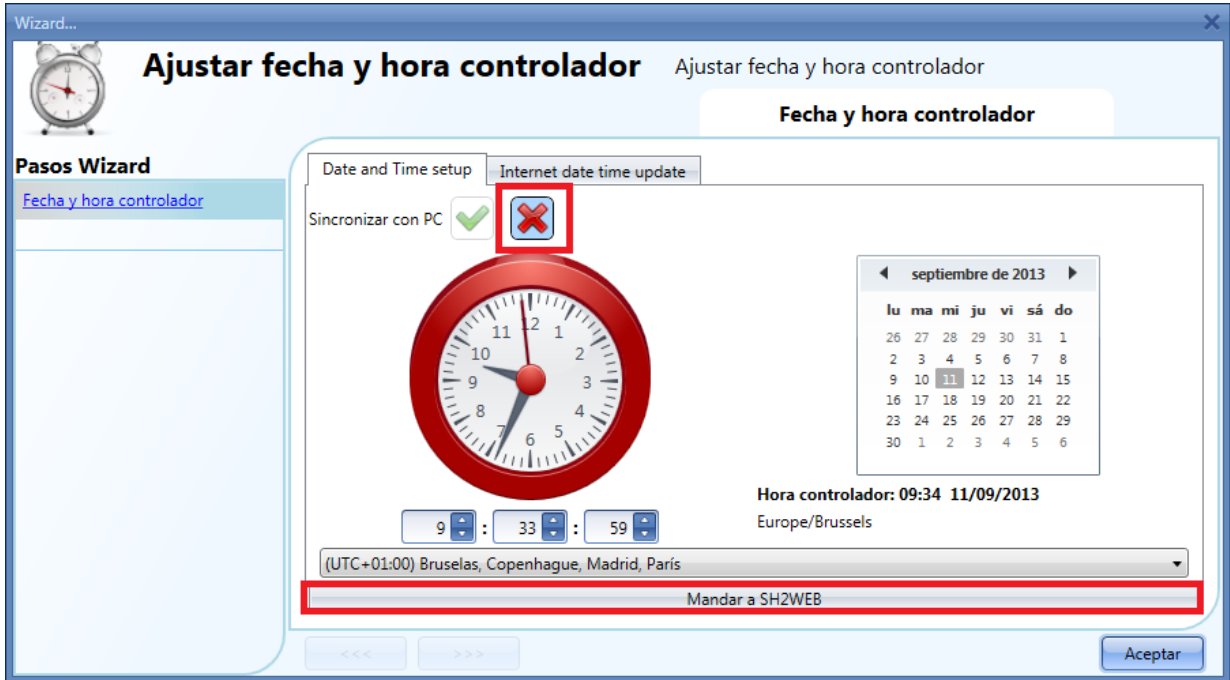 Wizard...
Ajustar fecha y hora controlador
Ajustar fecha y hora controlador
Fecha y hora controlador
Pasos Wizard
Fecha y hora controlador
Date and Time setup
Internet date time update
Sincronizar con PC
12
1
2
3
4
5
6
7
8
9
10
11
septiembre de 2013
lu ma mi ju vi sá do
26 27 28 29 30 31 1
2 3 4 5 6 7 8
9 10 11 12 13 14 15
16 17 18 19 20 21 22
23 24 25 26 27 28 29
30 1 2 3 4 5 6
Hora controlador: 09:34 11/09/2013
Europe/Brussels
9 : 33 : 59
(UTC+01:00) Bruselas, Copenhague, Madrid, París
Mandar a SH2WEB
<<< >>>
Aceptar